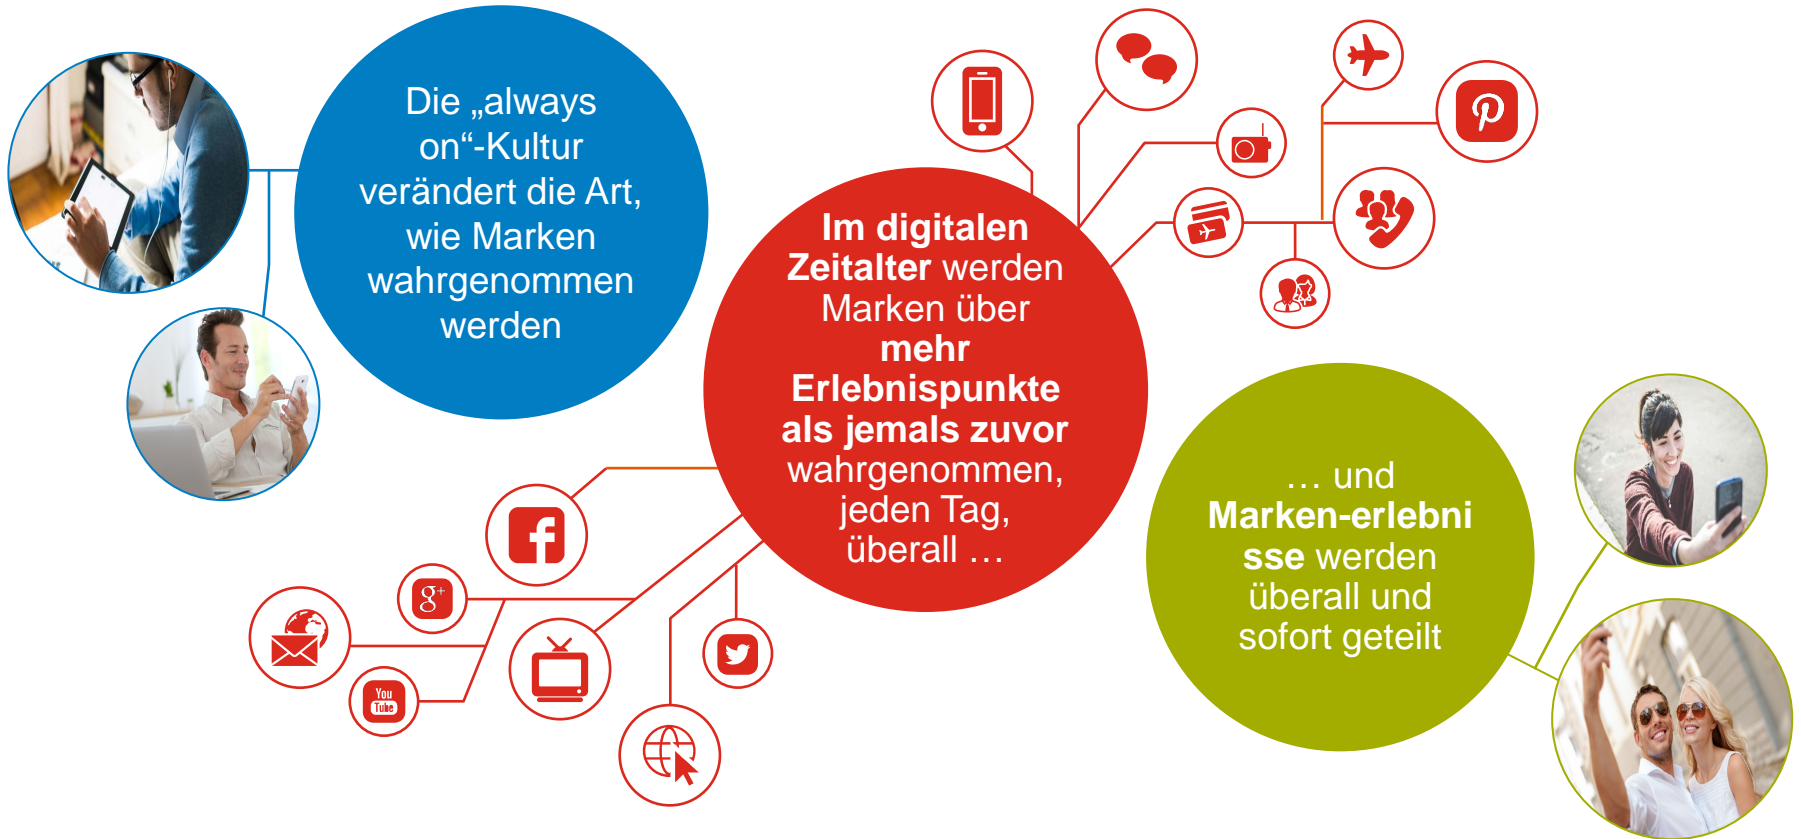 Die „always
on“-Kultur
verändert die Art,
wie Marken
wahrgenommen
werden
Im digitalen
Zeitalter werden
Marken über
mehr
Erlebnispunkte
als jemals zuvor
wahrgenommen,
jeden Tag,
überall …
… und
Marken-erlebni
sse werden
überall und
sofort geteilt
f
g+
You
Tube